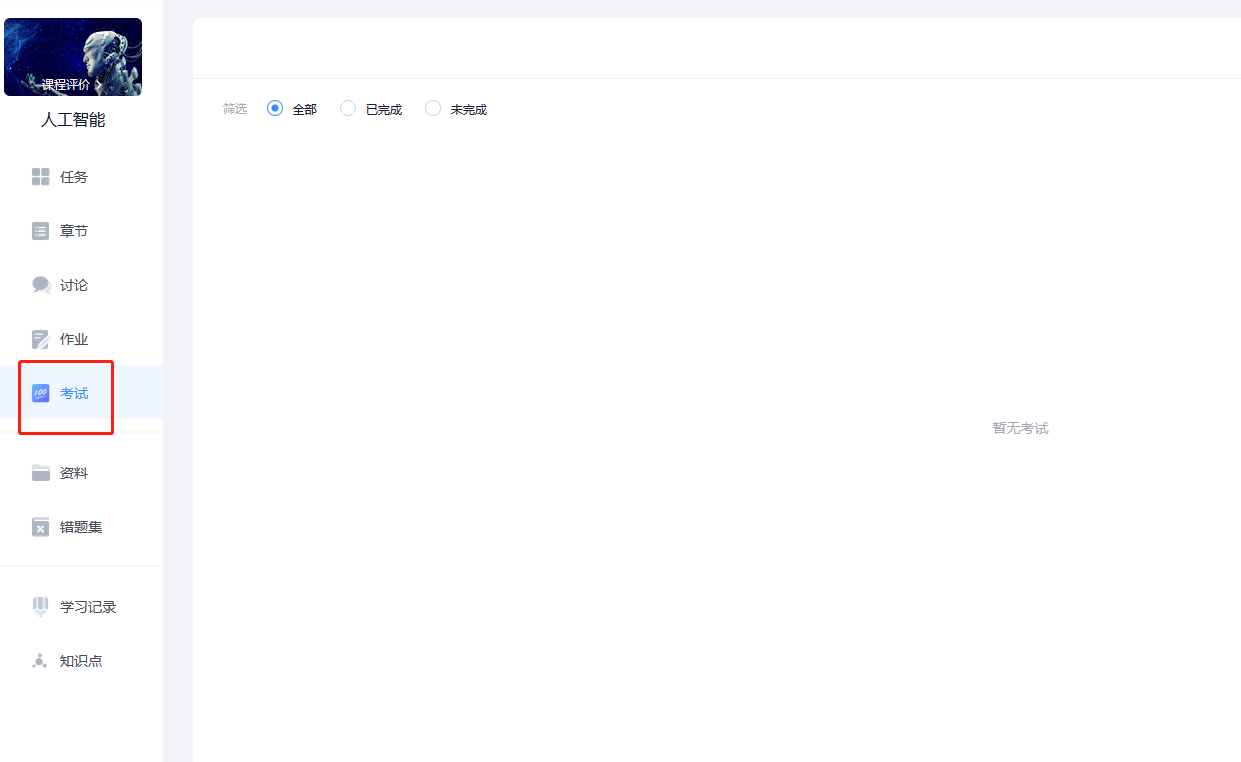 课程评价
人工智能
任务
章节
讨论
作业
100 考试
资料
错题集
学习记录
知识点
筛选 全部 已完成 未完成
暂无考试